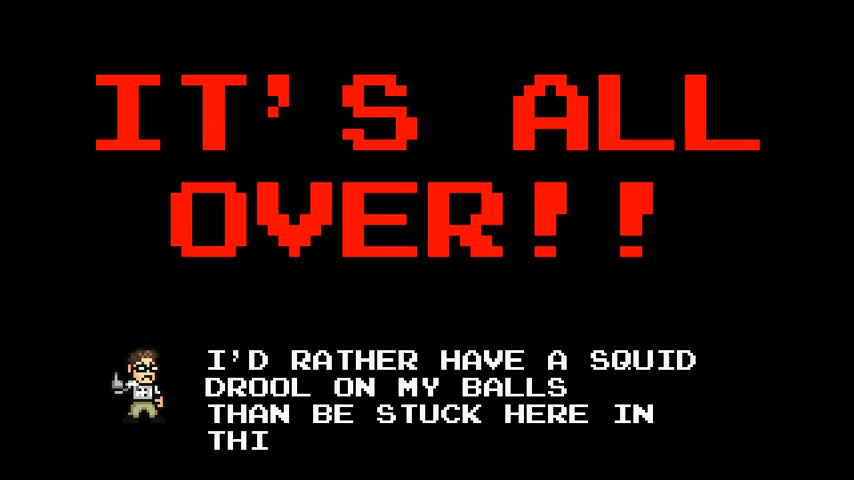 IT'S ALL
OVER!!
I'D RATHER HAVE A SQUID
DROOL ON MY BALLS
THAN BE STUCK HERE IN
THI